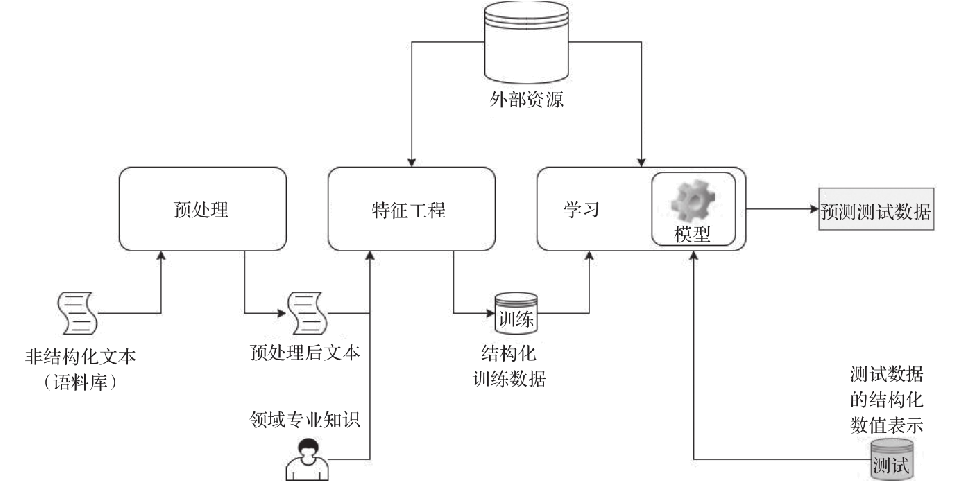 外部资源
预处理
特征工程
学习
模型
预测测试数据
非结构化文本
（语料库）
预处理后文本
训练
结构化
训练数据
领域专业知识
测试数据
的结构化
数值表示
测试